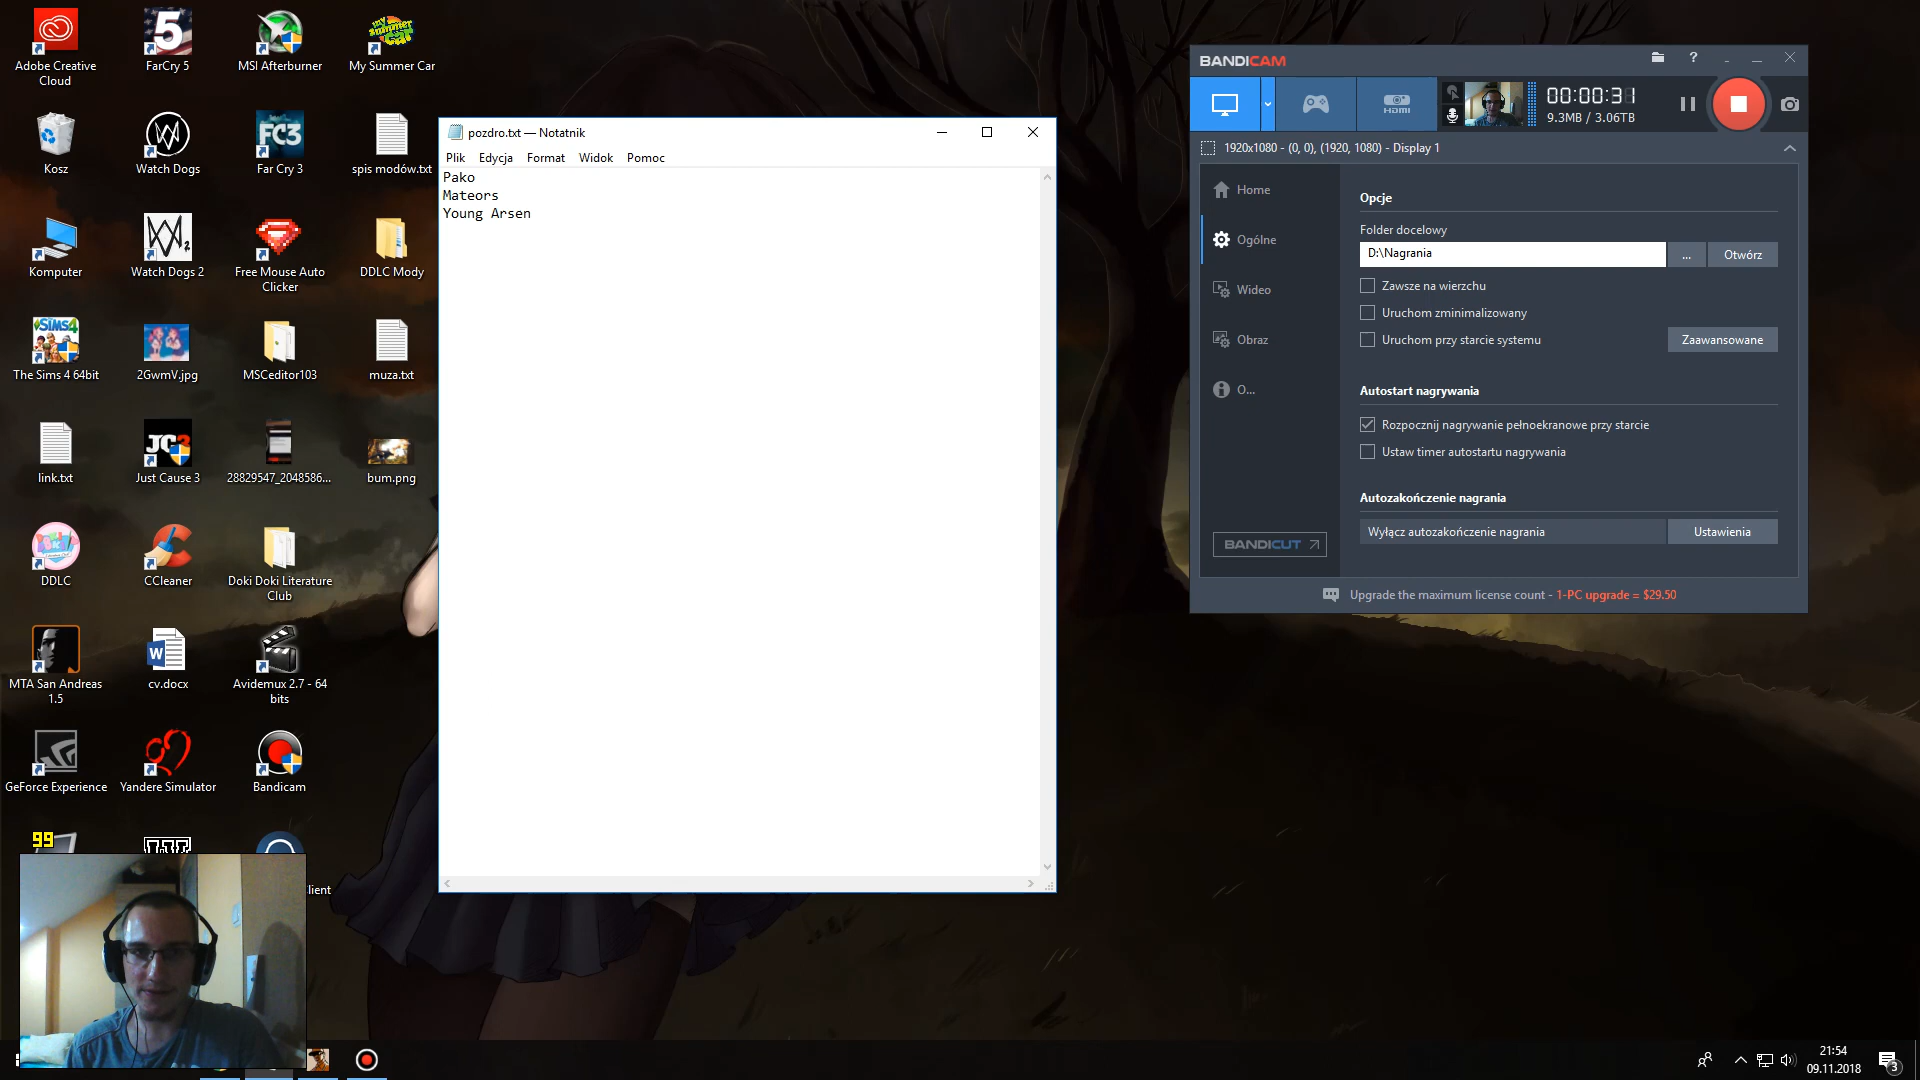 Adobe Creative
Cloud
FarCry 5
MSI Afterburner
My Summer Car
Kosz
Watch Dogs
Far Cry 3
spis modów.txt
Komputer
Watch Dogs 2
Free Mouse Auto
Clicker
DDLC Mody
The Sims 4 64bit
2GwmV.jpg
MSCeditor103
muza.txt
link.txt
Just Cause 3
28829547_2048586...
bum.png
DDLC
CCleaner
Doki Doki Literature
Club
MTA San Andreas
1.5
cv.docx
Avidemux 2.7 - 64
bits
GeForce Experience
Yandere Simulator
Bandicam
99
lient
pozdro.txt — Notatnik
Plik Edycja Format Widok Pomoc
Pako
Mateors
Young Arsen
BANDICAM
?
HDMI
00:00:31
9.3MB / 3.06TB
1920x1080 - (0, 0), (1920, 1080) - Display 1
Home
Ogólne
Wideo
Obraz
O...
BANDICUT
Opcje
Folder docelowy
D:\Nagrania
...
Otwórz
Zawsze na wierzchu
Uruchom zminimalizowany
Uruchom przy starcie systemu
Zaawansowane
Autostart nagrywania
Rozpocznij nagrywanie pełnoekranowe przy starcie
Ustaw timer autostartu nagrywania
Autozakończenie nagrania
Wyłącz autozakończenie nagrania
Ustawienia
Upgrade the maximum license count - 1-PC upgrade = $29.50
21:54
09.11.2018
3